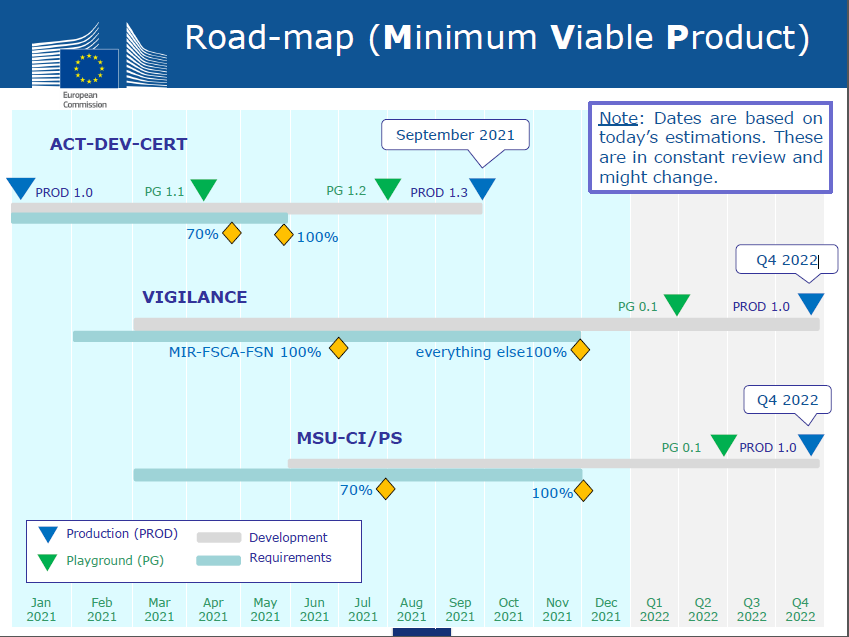 Road-map (Minimum Viable Product)
European
Commission
Note: Dates are based on
today's estimations. These
are in constant review and
might change.
September 2021
ACT-DEV-CERT
PROD 1.0
PG 1.1
PG 1.2
PROD 1.3
70%
100%
Q4 2022
VIGILANCE
PG 0.1
PROD 1.0
MIR-FSCA-FSN 100%
everything else100%
Q4 2022
MSU-CI/PS
PG 0.1
PROD 1.0
70%
100%
Production (PROD)
Development
Playground (PG)
Requirements
Jan Feb Mar Apr May Jun Jul Aug Sep Oct Nov Dec Q1 Q2 Q3 Q4
2021 2021 2021 2021 2021 2021 2021 2021 2021 2021 2021 2021 2022 2022 2022 2022